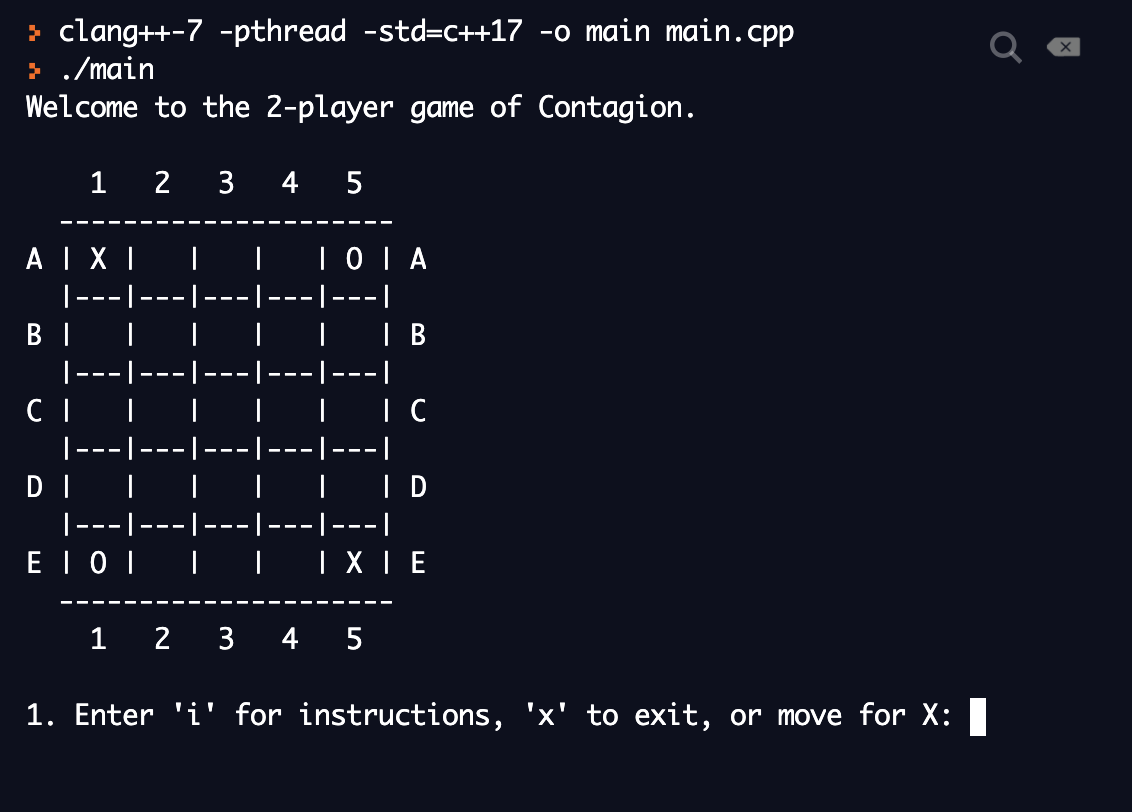 clang++-7 -pthread -std=c++17 -o main main.cpp
./main
Welcome to the 2-player game of Contagion.
    1   2   3   4   5
  ---------------------
A | X |   |   |   | O | A
  |---|---|---|---|---|
B |   |   |   |   |   | B
  |---|---|---|---|---|
C |   |   |   |   |   | C
  |---|---|---|---|---|
D |   |   |   |   |   | D
  |---|---|---|---|---|
E | O |   |   |   | X | E
  ---------------------
    1   2   3   4   5
1. Enter 'i' for instructions, 'x' to exit, or move for X: